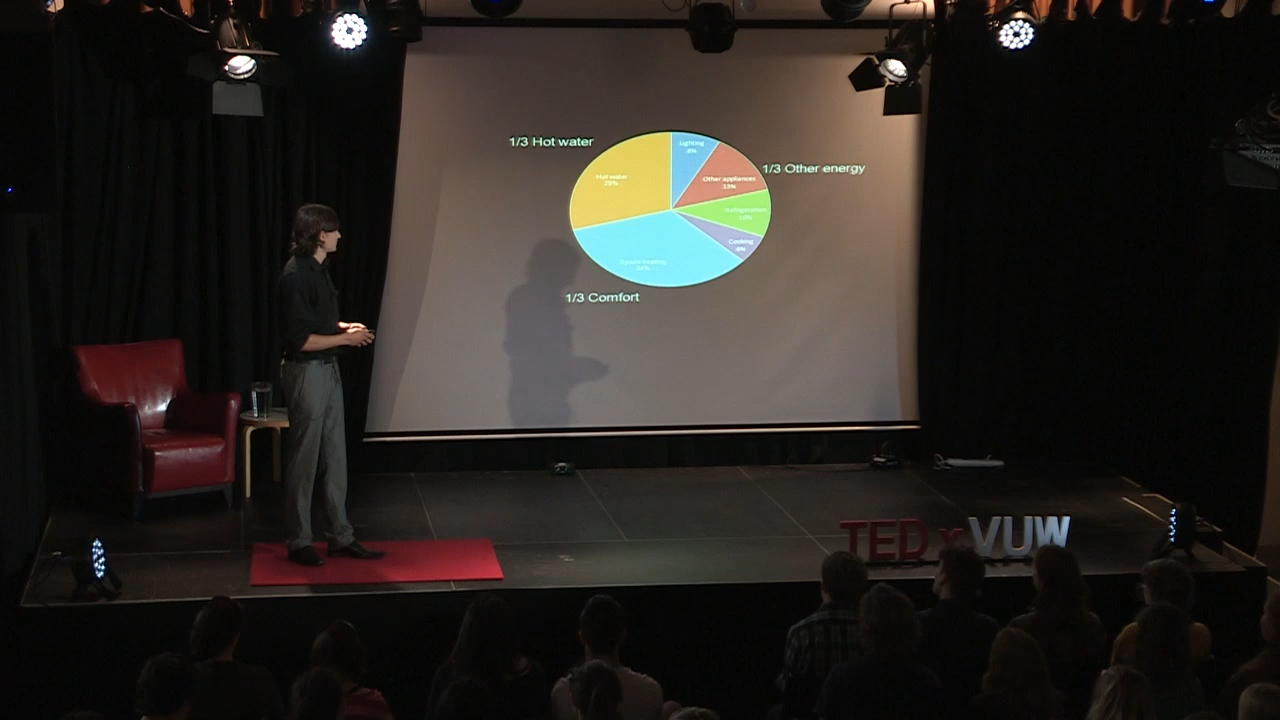 1/3 Hot water
Lighting
8%
1/3 Other energy
Hot water
29%
Other appliances
13%
Refrigeration
10%
Cooking
6%
Space heating
34%
1/3 Comfort
TEDxVUW